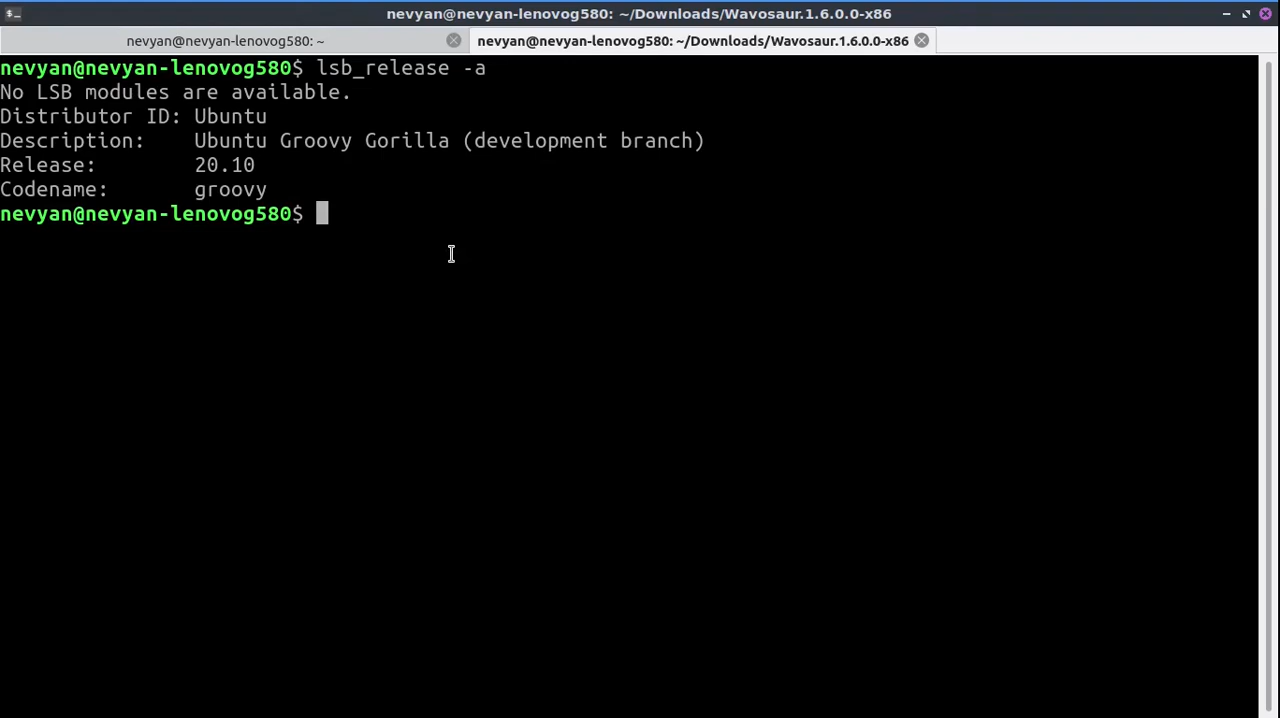 nevyan@nevyan-lenovog580: ~/Downloads/Wavosaur.1.6.0.0-x86
nevyan@nevyan-lenovog580: ~
nevyan@nevyan-lenovog580: ~/Downloads/Wavosaur.1.6.0.0-x86
nevyan@nevyan-lenovog580$ lsb_release -a
No LSB modules are available.
Distributor ID: Ubuntu
Description:    Ubuntu Groovy Gorilla (development branch)
Release:        20.10
Codename:       groovy
nevyan@nevyan-lenovog580$